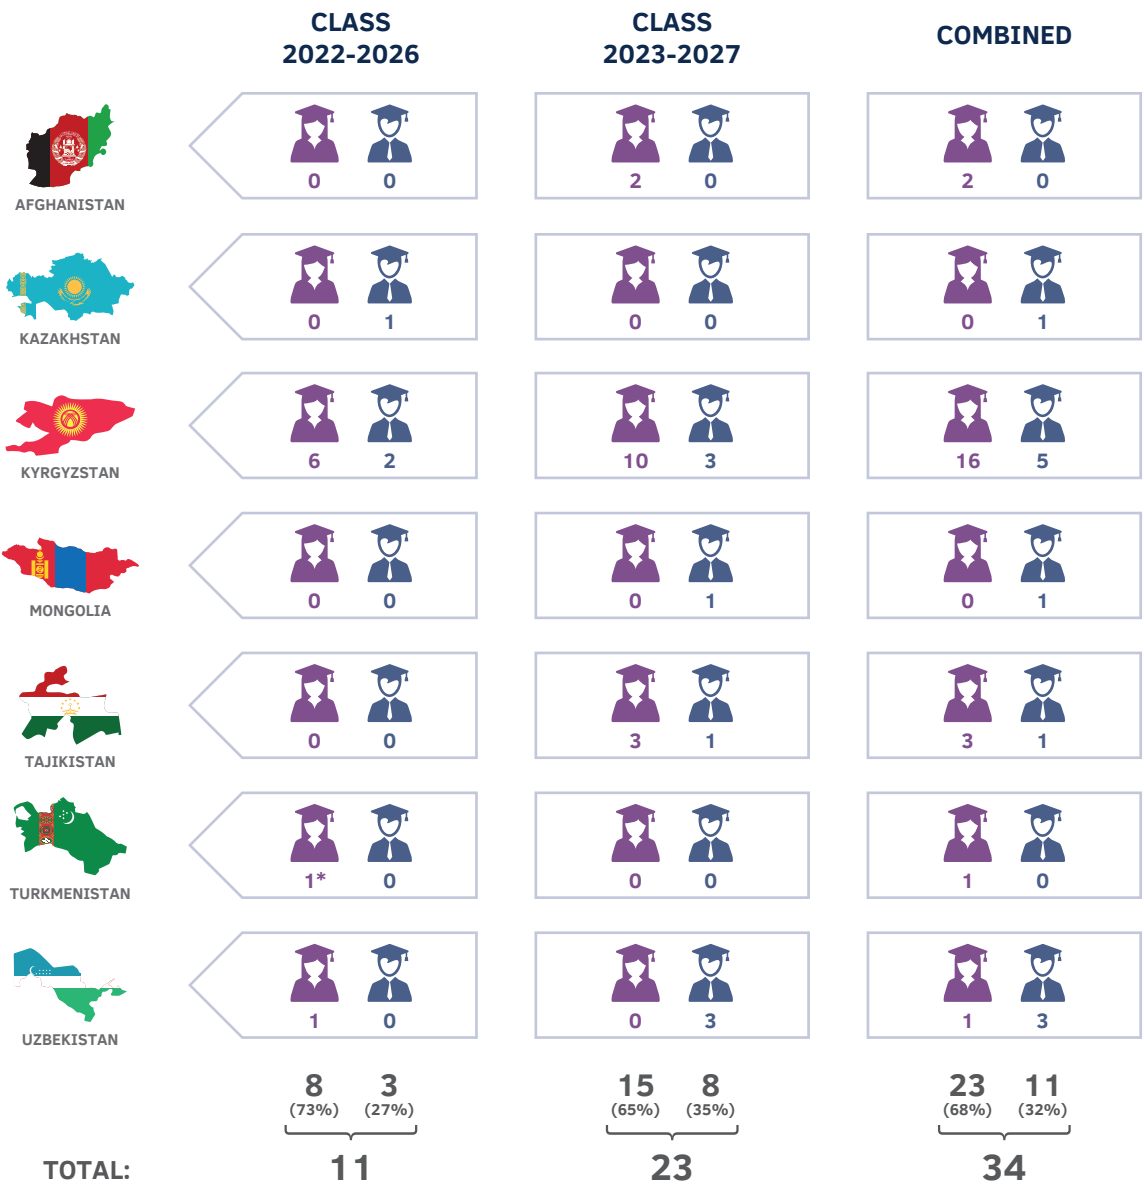 CLASS
2022-2026
CLASS
2023-2027
COMBINED
AFGHANISTAN
0 0 2 0 2 0
KAZAKHSTAN
0 1 0 0 0 1
KYRGYZSTAN
6 2 10 3 16 5
MONGOLIA
0 0 0 1 0 1
TAJIKISTAN
0 0 3 1 3 1
TURKMENISTAN
1* 0 0 0 1 0
UZBEKISTAN
1 0 0 3 1 3
8 3 15 8 23 11
(73%) (27%) (65%) (35%) (68%) (32%)
TOTAL: 11 23 34